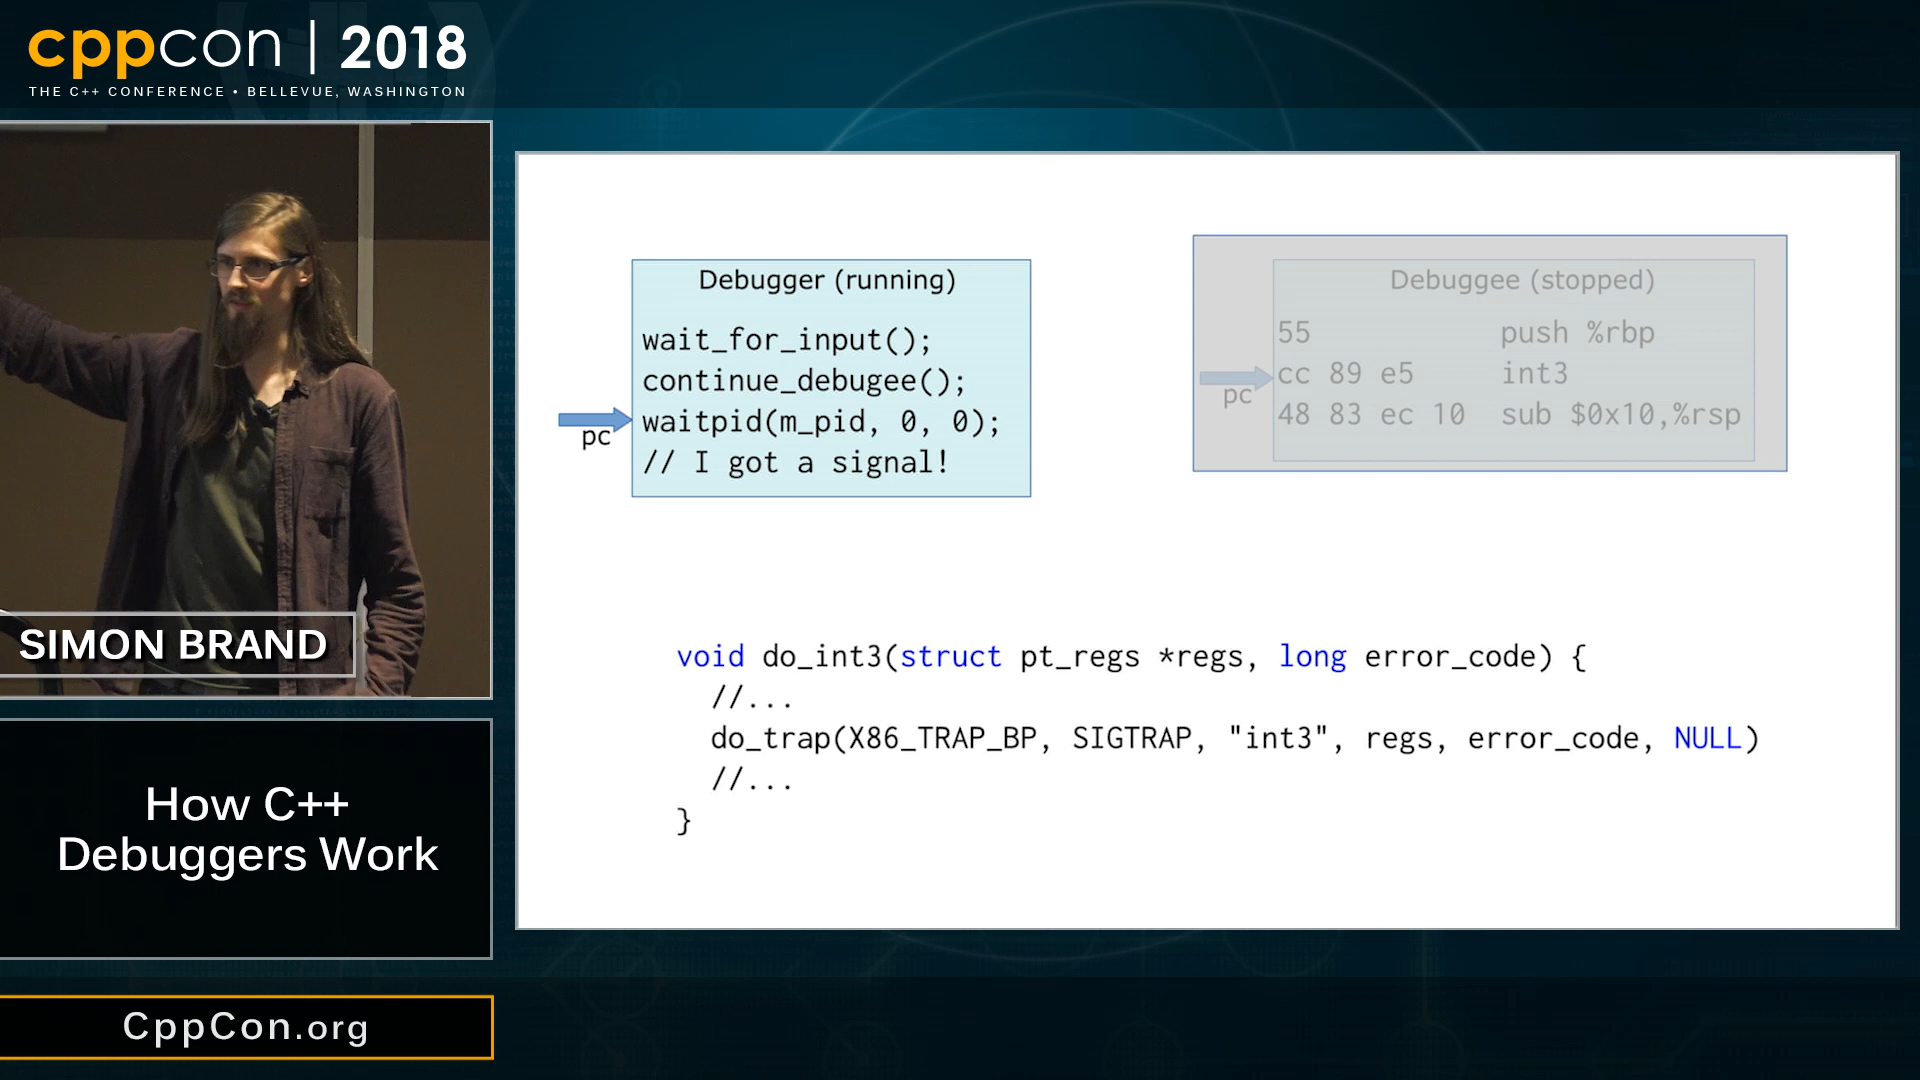 cppcon | 2018
THE C++ CONFERENCE • BELLEVUE, WASHINGTON
SIMON BRAND
How C++
Debuggers Work
CppCon.org
Debugger (running)
wait_for_input();
continue_debugee();
waitpid(m_pid, 0, 0);
// I got a signal!
pc
Debuggee (stopped)
55 push %rbp
cc 89 e5 int3
48 83 ec 10 sub $0x10,%rsp
pc
void do_int3(struct pt_regs *regs, long error_code) {
//...
do_trap(X86_TRAP_BP, SIGTRAP, "int3", regs, error_code, NULL)
//...
}